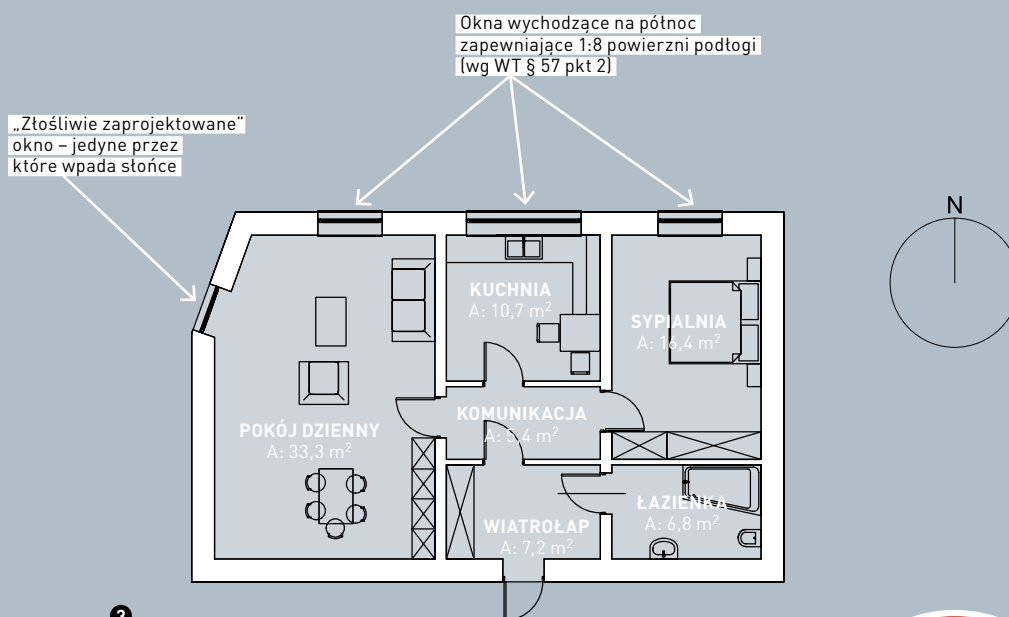 Okna wychodzące na północ
zapewniające 1:8 powierzni podłogi
(wg WT § 57 pkt 2)
„Złośliwie zaprojektowane”
okno – jedyne przez
które wpada słońce
N
KUCHNIA
A: 10,7 m²
SYPIALNIA
A: 16,4 m²
KOMUNIKACJA
A: 5,4 m²
POKÓJ DZIENNY
A: 33,3 m²
ŁAZIENKA
A: 6,8 m²
WIATROŁAP
A: 7,2 m²